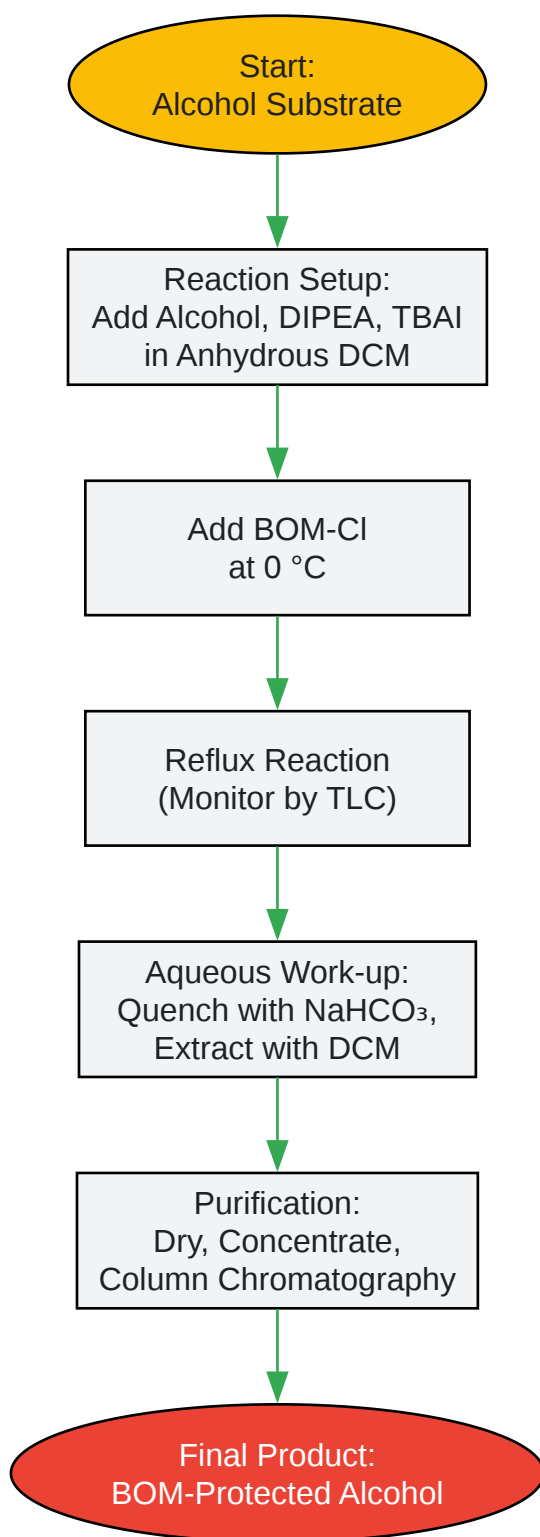 Start:
Alcohol Substrate
Reaction Setup:
Add Alcohol, DIPEA, TBAI
in Anhydrous DCM
Add BOM-Cl
at 0 °C
Reflux Reaction
(Monitor by TLC)
Aqueous Work-up:
Quench with NaHCO₃,
Extract with DCM
Purification:
Dry, Concentrate,
Column Chromatography
Final Product:
BOM-Protected Alcohol